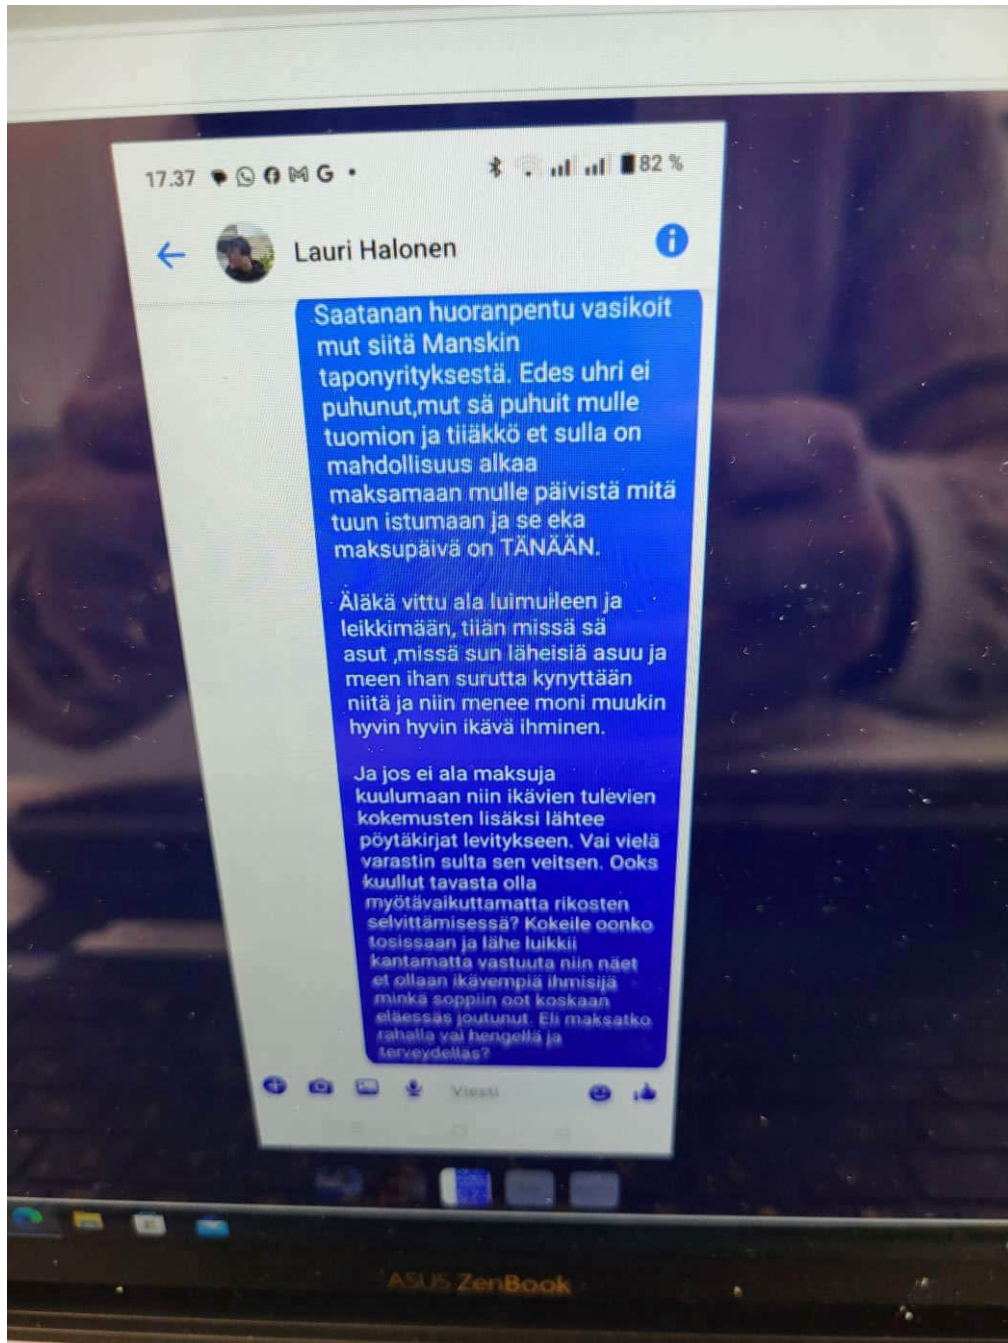 17.37
82 %
Lauri Halonen
Saatanan huoranpentu vasikoit
mut siitä Manskin
taponyrityksestä. Edes uhri ei
puhunut,mut sä puhuit mulle
tuomion ja tiiäkkö et sulla on
mahdollisuus alkaa
maksamaan mulle päivistä mitä
tuun istumaan ja se eka
maksupäivä on TÄNÄÄN.
Äläkä vittu ala luimuileen ja
leikkimään, tiiän missä sä
asut ,missä sun läheisiä asuu ja
meen ihan surutta kynyttään
niitä ja niin menee moni muukin
hyvin hyvin ikävä ihminen.
Ja jos ei ala maksuja
kuulumaan niin ikävien tulevien
kokemusten lisäksi lähtee
pöytäkirjat levitykseen. Vai vielä
varastin sulta sen veitsen. Ooks
kuullut tavasta olla
myötävaikuttamatta rikosten
selvittämisessä? Kokeile oonko
tosissaan ja lähe luikkii
kantamatta vastuuta niin näet
et ollaan ikävempiä ihmisijä
minkä soppiin oot koskaan
eläessäs joutunut. Eli maksatko
rahalla vai hengellä ja
terveydelläs?
Viesti
ASUS ZenBook